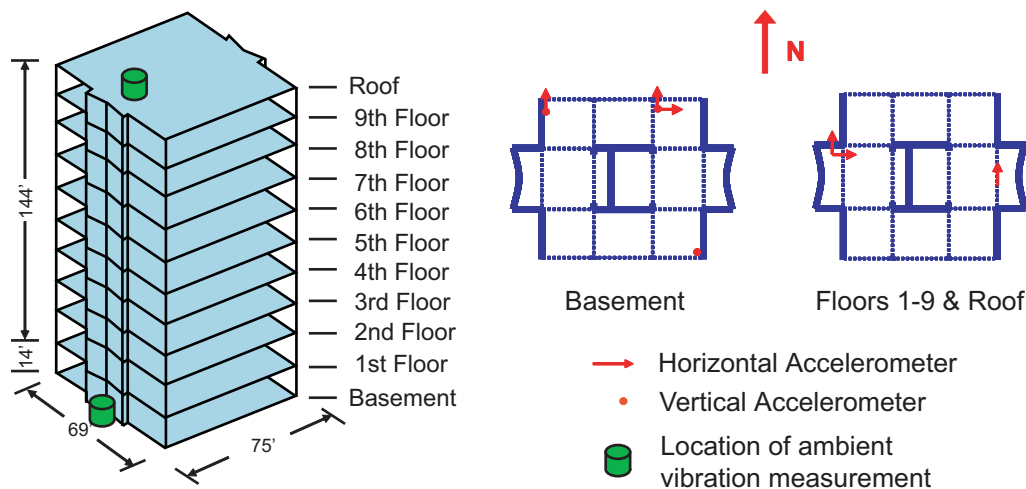 144'
14'
69'
75'
Roof
9th Floor
8th Floor
7th Floor
6th Floor
5th Floor
4th Floor
3rd Floor
2nd Floor
1st Floor
Basement
N
Basement
Floors 1-9 & Roof
Horizontal Accelerometer
Vertical Accelerometer
Location of ambient
vibration measurement